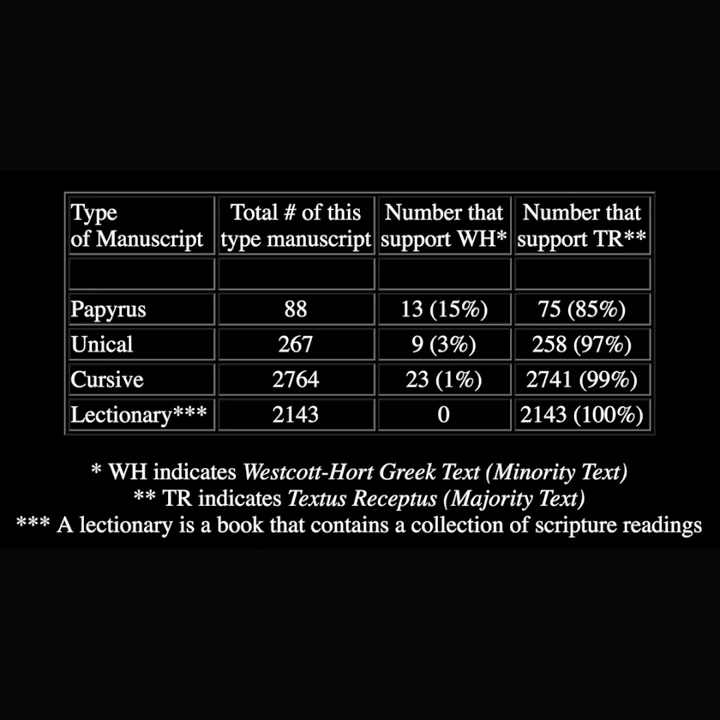 Type of Manuscript | Total # of this type manuscript | Number that support WH* | Number that support TR**
Papyrus | 88 | 13 (15%) | 75 (85%)
Unical | 267 | 9 (3%) | 258 (97%)
Cursive | 2764 | 23 (1%) | 2741 (99%)
Lectionary*** | 2143 | 0 | 2143 (100%)
* WH indicates Westcott-Hort Greek Text (Minority Text)
** TR indicates Textus Receptus (Majority Text)
*** A lectionary is a book that contains a collection of scripture readings